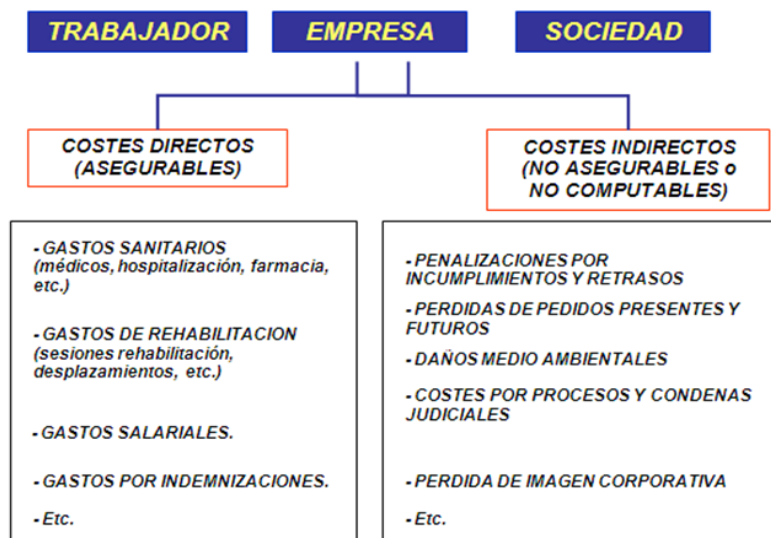 TRABAJADOR
EMPRESA
SOCIEDAD
COSTES DIRECTOS
(ASEGURABLES)
COSTES INDIRECTOS
(NO ASEGURABLES o
NO COMPUTABLES)
- GASTOS SANITARIOS
(médicos, hospitalización, farmacia,
etc.)
- GASTOS DE REHABILITACION
(sesiones rehabilitación,
desplazamientos, etc.)
- GASTOS SALARIALES.
- GASTOS POR INDEMNIZACIONES.
- Etc.
- PENALIZACIONES POR
INCUMPLIMIENTOS Y RETRASOS
- PERDIDAS DE PEDIDOS PRESENTES Y
FUTUROS
- DAÑOS MEDIO AMBIENTALES
- COSTES POR PROCESOS Y CONDENAS
JUDICIALES
- PERDIDA DE IMAGEN CORPORATIVA
- Etc.